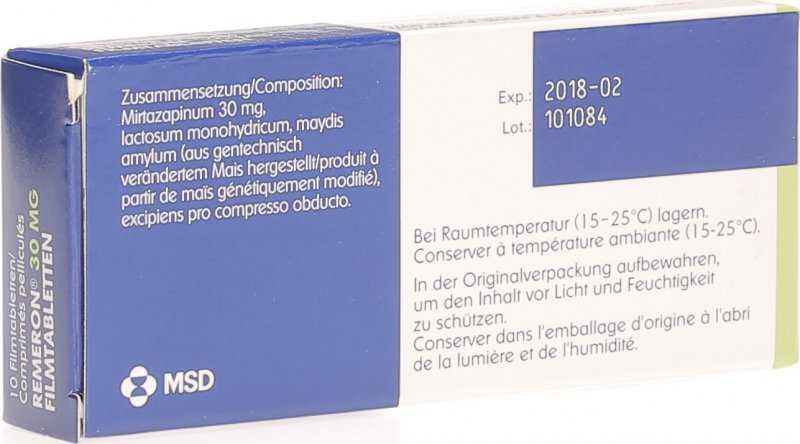 Zusammensetzung/Composition:
Mirtazapinum 30 mg,
lactosum monohydricum, maydis
amylum (aus gentechnisch
verändertem Mais hergestellt/produit à
partir de maïs génétiquement modifié),
excipiens pro compresso obducto.
MSD
10 Filmtabletten/
Comprimés pelliculés
REMERON® 30 MG
FILMTABLETTEN
Exp.: 2018-02
Lot.: 101084
Bei Raumtemperatur (15–25°C) lagern.
Conserver à température ambiante (15-25°C).
In der Originalverpackung aufbewahren,
um den Inhalt vor Licht und Feuchtigkeit
zu schützen.
Conserver dans l'emballage d'origine à l'abri
de la lumière et de l'humidité.